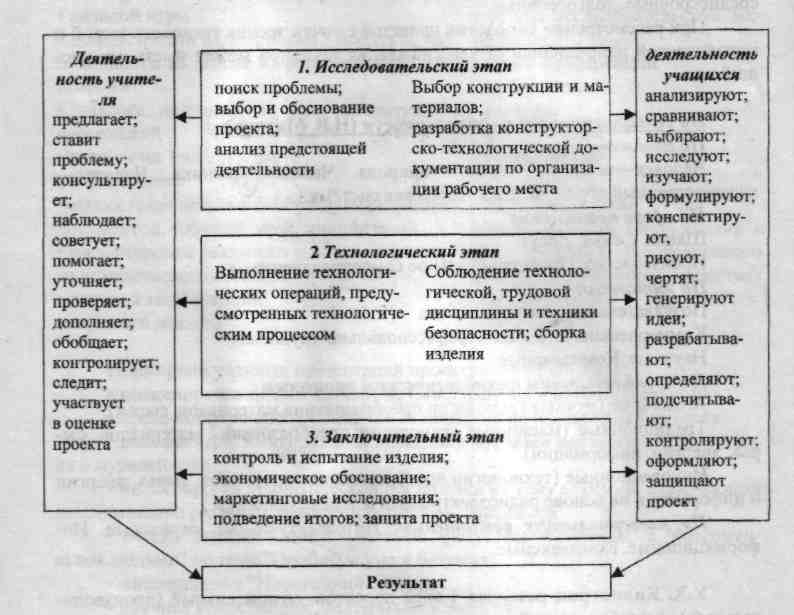 Деятель-
ность учите-
ля
предлагает;
ставит
проблему;
консультиру-
ет;
наблюдает;
советует;
помогает;
уточняет;
проверяет;
дополняет;
обобщает;
контролирует;
следит;
участвует
в оценке
проекта
1. Исследовательский этап
поиск проблемы;
выбор и обоснование
проекта;
анализ предстоящей
деятельности
Выбор конструкции и ма-
териалов;
разработка конструктор-
ско-технологической до-
кументации по организа-
ции рабочего места
2 Технологический этап
Выполнение технологи-
ческих операций, преду-
смотренных технологиче-
ским процессом
Соблюдение техноло-
гической, трудовой
дисциплины и техники
безопасности; сборка
изделия
3. Заключительный этап
контроль и испытание изделия;
экономическое обоснование;
маркетинговые исследования;
подведение итогов; защита проекта
деятельность
учащихся
анализируют;
сравнивают;
выбирают;
исследуют;
изучают;
формулируют;
конспектиру-
ют,
рисуют,
чертят;
генерируют
идеи;
разрабатыва-
ют;
определяют;
подсчитыва-
ют;
контролируют;
оформляют;
защищают
проект
Результат